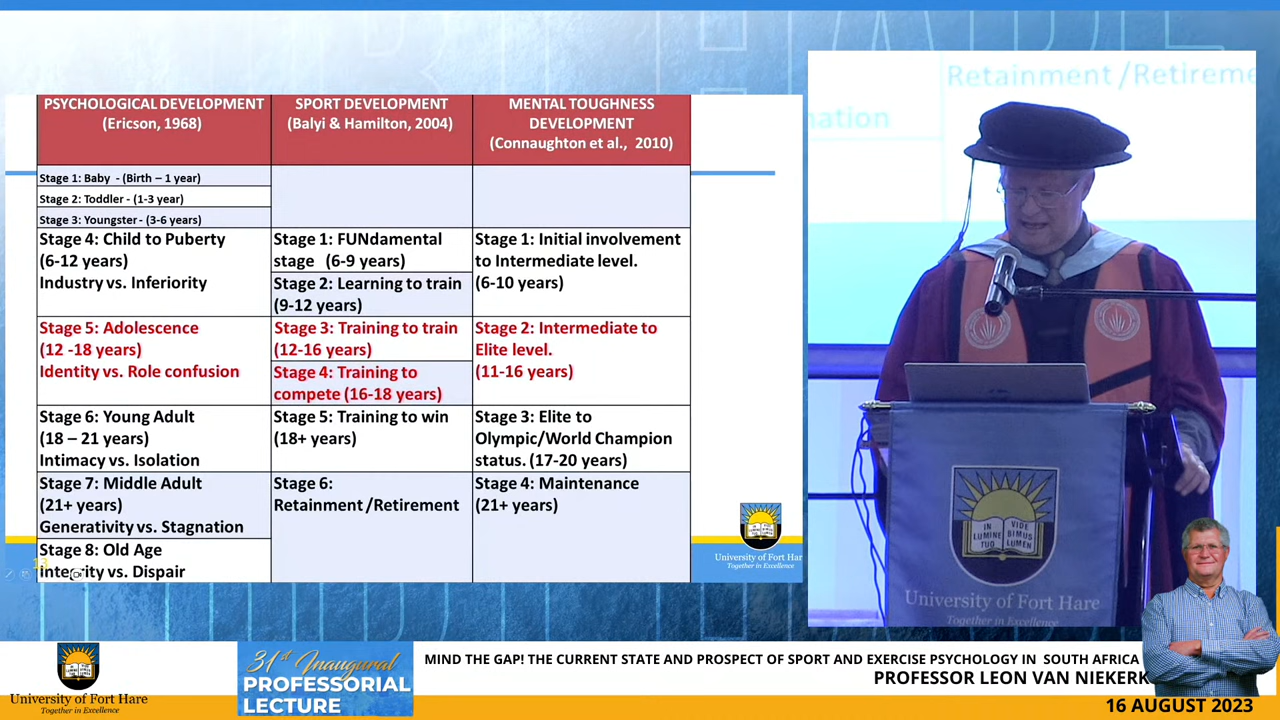 PSYCHOLOGICAL DEVELOPMENT
(Ericson, 1968)
SPORT DEVELOPMENT
(Balyi & Hamilton, 2004)
MENTAL TOUGHNESS
DEVELOPMENT
(Connaughton et al., 2010)
Stage 1: Baby - (Birth – 1 year)
Stage 2: Toddler - (1-3 year)
Stage 3: Youngster - (3-6 years)
Stage 4: Child to Puberty
(6-12 years)
Industry vs. Inferiority
Stage 1: FUNdamental
stage (6-9 years)
Stage 2: Learning to train
(9-12 years)
Stage 1: Initial involvement
to Intermediate level.
(6-10 years)
Stage 5: Adolescence
(12 -18 years)
Identity vs. Role confusion
Stage 3: Training to train
(12-16 years)
Stage 4: Training to
compete (16-18 years)
Stage 2: Intermediate to
Elite level.
(11-16 years)
Stage 6: Young Adult
(18 – 21 years)
Intimacy vs. Isolation
Stage 5: Training to win
(18+ years)
Stage 3: Elite to
Olympic/World Champion
status. (17-20 years)
Stage 7: Middle Adult
(21+ years)
Generativity vs. Stagnation
Stage 6:
Retainment/Retirement
Stage 4: Maintenance
(21+ years)
Stage 8: Old Age
Integrity vs. Dispair
University of Fort Har
Together in Excellence
Retainment/Retireme
nation
IN LUMINE TUO
VIDE BIMUS LUMEN
University of Fort Hare
Together in Excellence
University of Fort Hare
Together in Excellence
31st Inaugural
PROFESSORIAL
LECTURE
MIND THE GAP! THE CURRENT STATE AND PROSPECT OF SPORT AND EXERCISE PSYCHOLOGY IN SOUTH AFRICA
PROFESSOR LEON VAN NIEKERK
16 AUGUST 2023